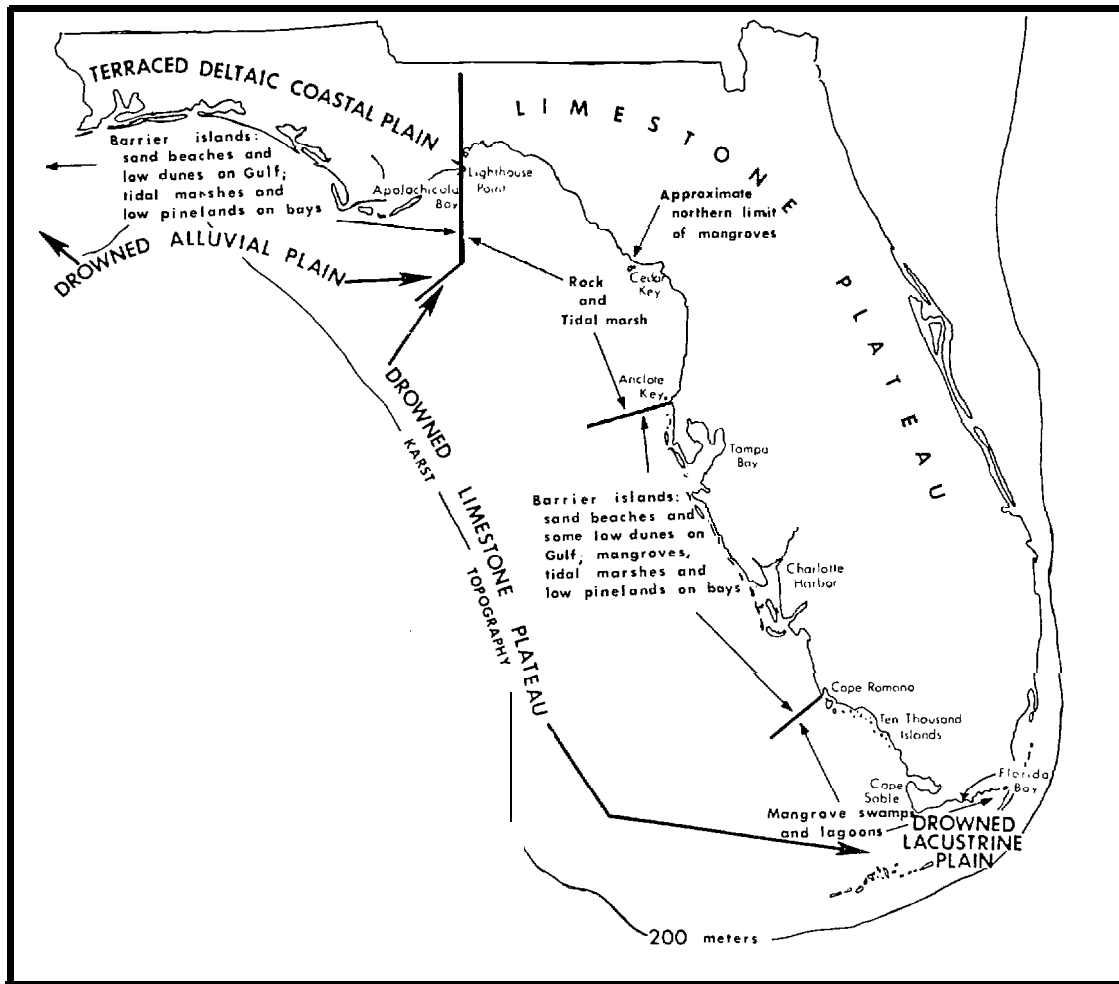 TERRACED DELTAIC COASTAL PLAIN
LIMESTONE PLATEAU
Barrier islands:
sand beaches and
low dunes on Gulf;
tidal marshes and
low pinelands on bays
Apalachicola
Bay
Lighthouse
Point
Approximate
northern limit
of mangroves
DROWNED ALLUVIAL PLAIN
Cedar
Key
Rock
and
Tidal marsh
DROWNED LIMESTONE PLATEAU
KARST TOPOGRAPHY
Anclote
Key
Tampa
Bay
Barrier islands:
sand beaches and
some low dunes on
Gulf; mangroves,
tidal marshes and
low pinelands on bays
Charlotte
Harbor
Cape Romano
Ten Thousand
Islands
Cape
Sable
Florida
Bay
Mangrove swamps
and lagoons
DROWNED
LACUSTRINE
PLAIN
200 meters